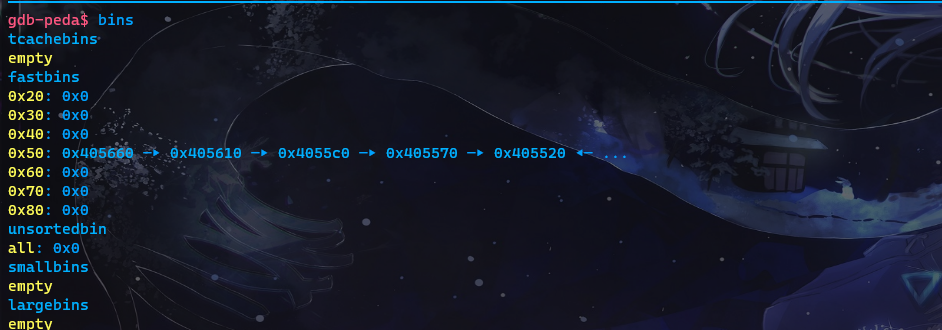 gdb-peda$ bins
tcachebins
empty
fastbins
0x20: 0x0
0x30: 0x0
0x40: 0x0
0x50: 0x405660 —▸ 0x405610 —▸ 0x4055c0 —▸ 0x405570 —▸ 0x405520 ◂— ...
0x60: 0x0
0x70: 0x0
0x80: 0x0
unsortedbin
all: 0x0
smallbins
empty
largebins
empty